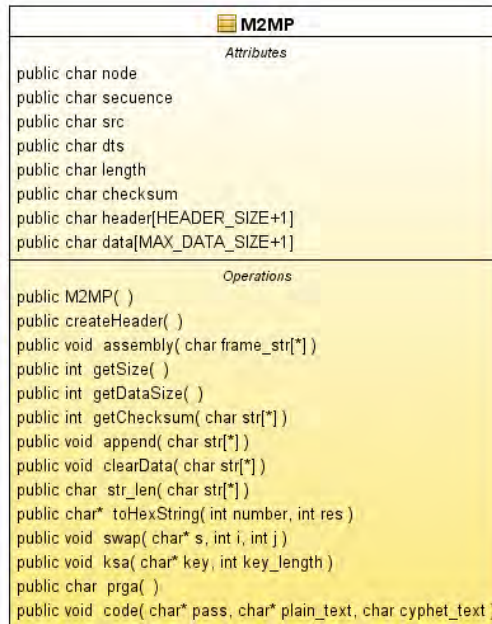 M2MP
Attributes
public char node
public char secuence
public char src
public char dts
public char length
public char checksum
public char header[HEADER_SIZE+1]
public char data[MAX_DATA_SIZE+1]
Operations
public M2MP( )
public createHeader( )
public void assembly( char frame_str[*] )
public int getSize( )
public int getDataSize( )
public int getChecksum( char str[*] )
public void append( char str[*] )
public void clearData( char str[*] )
public char str_len( char str[*] )
public char* toHexString( int number, int res )
public void swap( char* s, int i, int j )
public void ksa( char* key, int key_length )
public char prga( )
public void code( char* pass, char* plain_text, char cyphet_text )